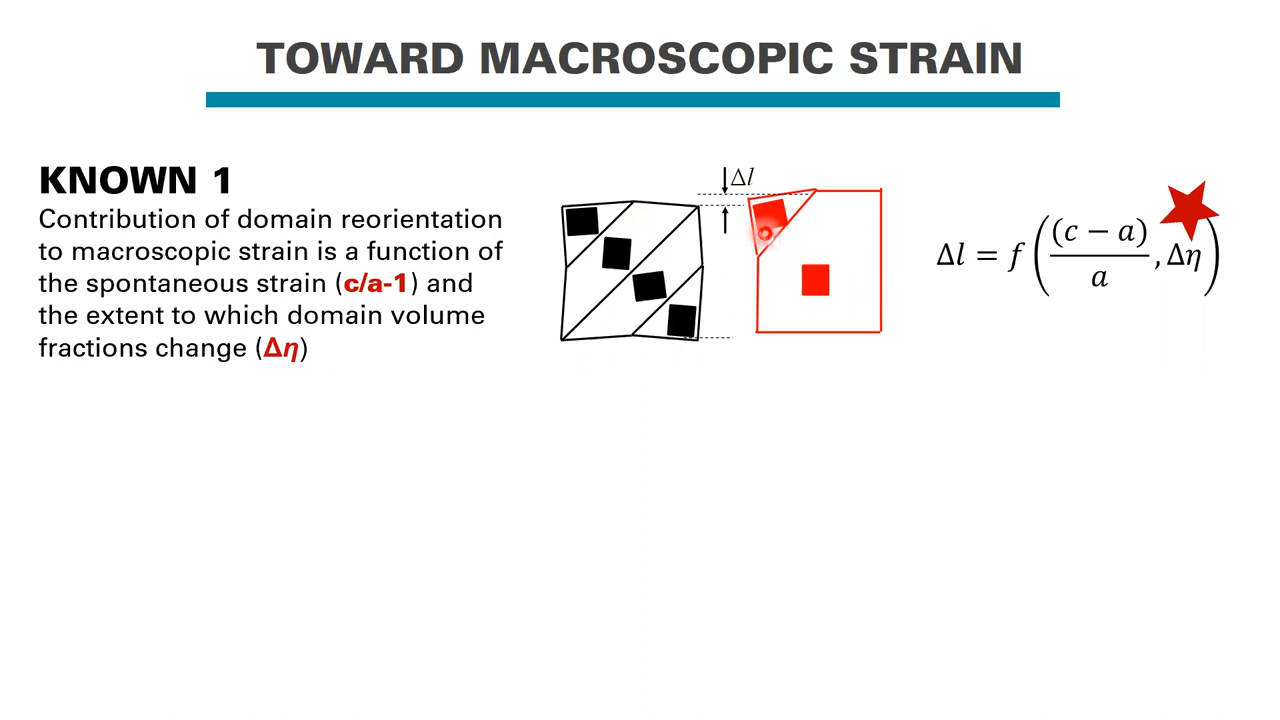 TOWARD MACROSCOPIC STRAIN
KNOWN 1
Contribution of domain reorientation
to macroscopic strain is a function of
the spontaneous strain (c/a-1) and
the extent to which domain volume
fractions change (Δη)
Δl
Δl = f((c − a)/a, Δη)